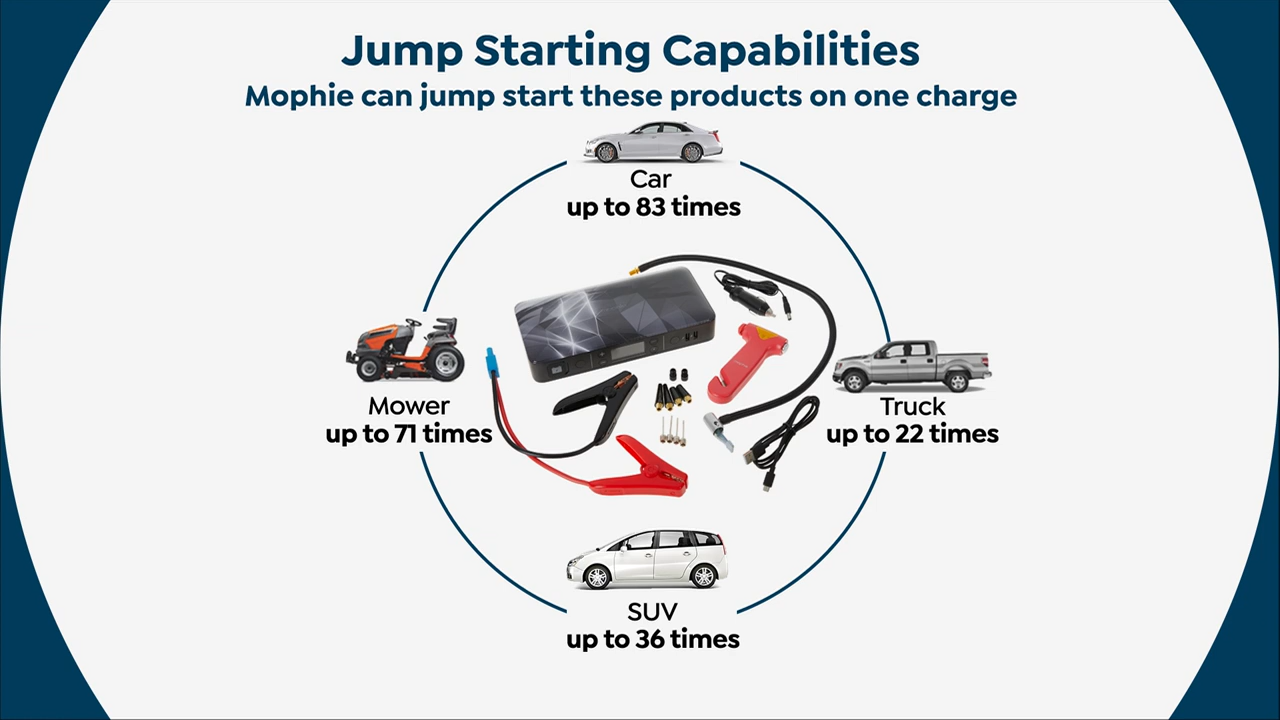 Jump Starting Capabilities
Mophie can jump start these products on one charge
Car
up to 83 times
Mower
up to 71 times
Truck
up to 22 times
SUV
up to 36 times